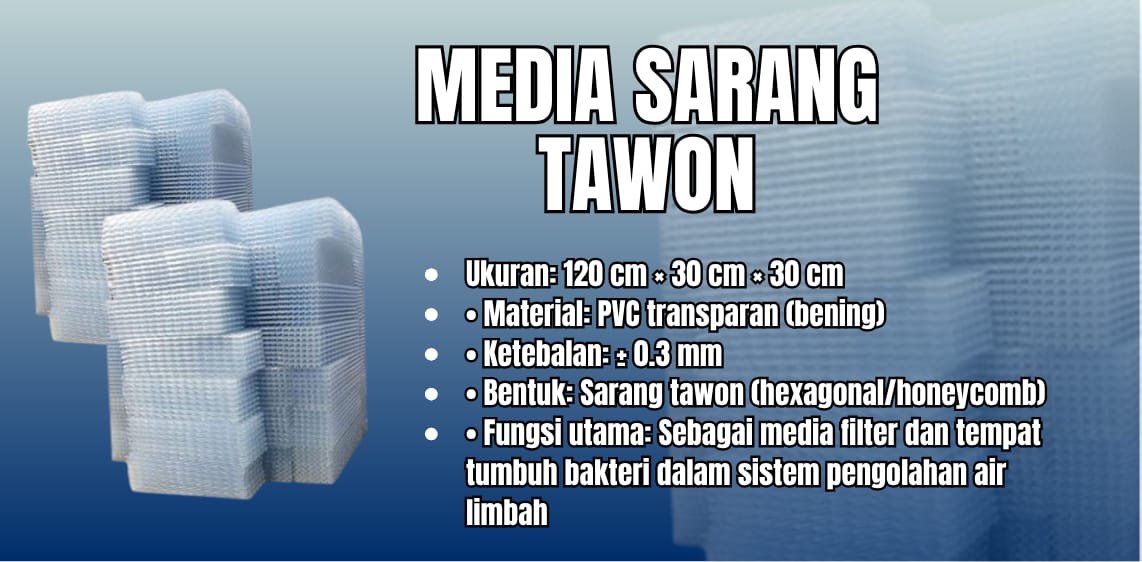 MEDIA SARANG
TAWON
• Ukuran: 120 cm × 30 cm × 30 cm
• • Material: PVC transparan (bening)
• • Ketebalan: ± 0.3 mm
• • Bentuk: Sarang tawon (hexagonal/honeycomb)
• • Fungsi utama: Sebagai media filter dan tempat
tumbuh bakteri dalam sistem pengolahan air
limbah